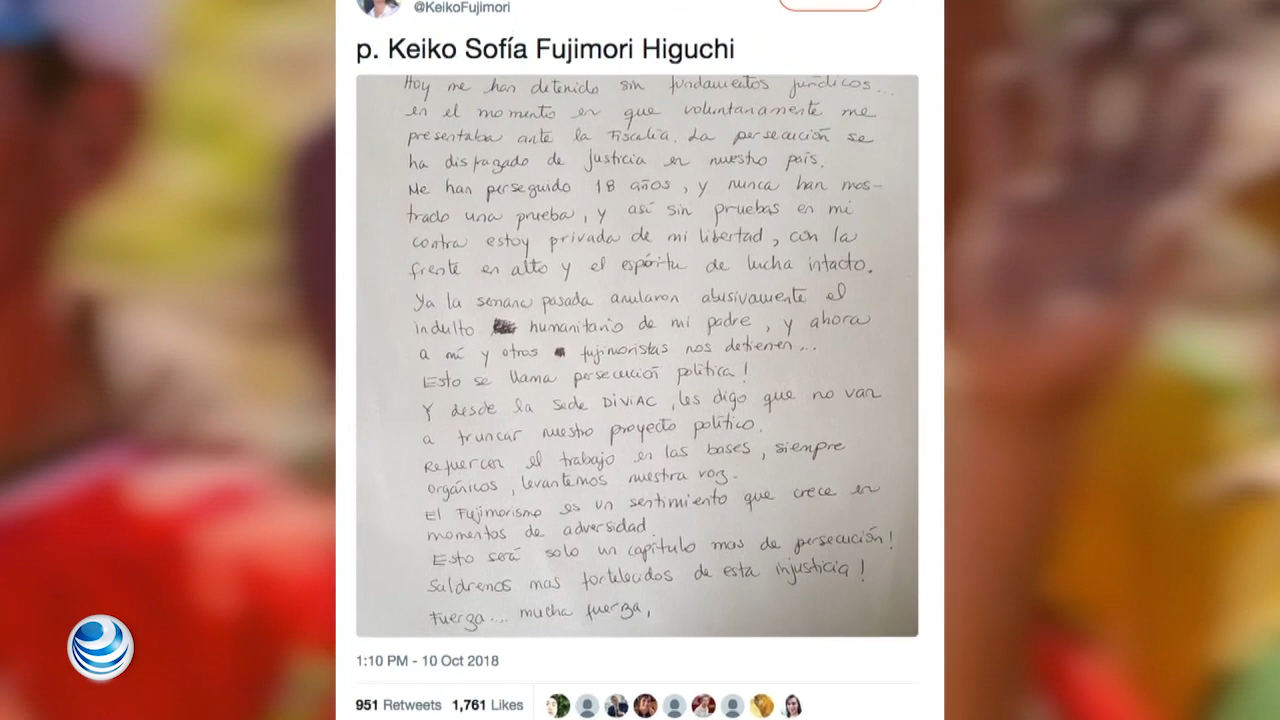 @KeikoFujimori
p. Keiko Sofía Fujimori Higuchi
Hoy me han detenido sin fundamentos jurídicos...
en el momento en que voluntariamente me
presentaba ante la Fiscalía. La persecución se
ha disfrazado de justicia en nuestro país.
Me han perseguido 18 años, y nunca han mos-
trado una prueba, y así sin pruebas en mi
contra estoy privada de mi libertad, con la
frente en alto y el espíritu de lucha intacto.
Ya la semana pasada anularon abusivamente el
indulto humanitario de mi padre, y ahora
a mí y otros fujimoristas nos detienen...
Esto se llama persecución política!
Y desde la sede DIVIAC, les digo que no van
a truncar nuestro proyecto político.
Refuercen el trabajo en las bases, siempre
orgánicos, levantemos nuestra voz.
El Fujimorismo es un sentimiento que crece en
momentos de adversidad.
Esto será solo un capítulo mas de persecución!
Saldremos mas fortalecidos de esta injusticia!
Fuerza.... mucha fuerza,
1:10 PM - 10 Oct 2018
951 Retweets 1,761 Likes